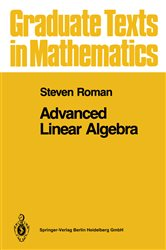 Graduate Texts
in Mathematics
Steven Roman
Advanced
Linear Algebra
Springer-Verlag Berlin Heidelberg GmbH